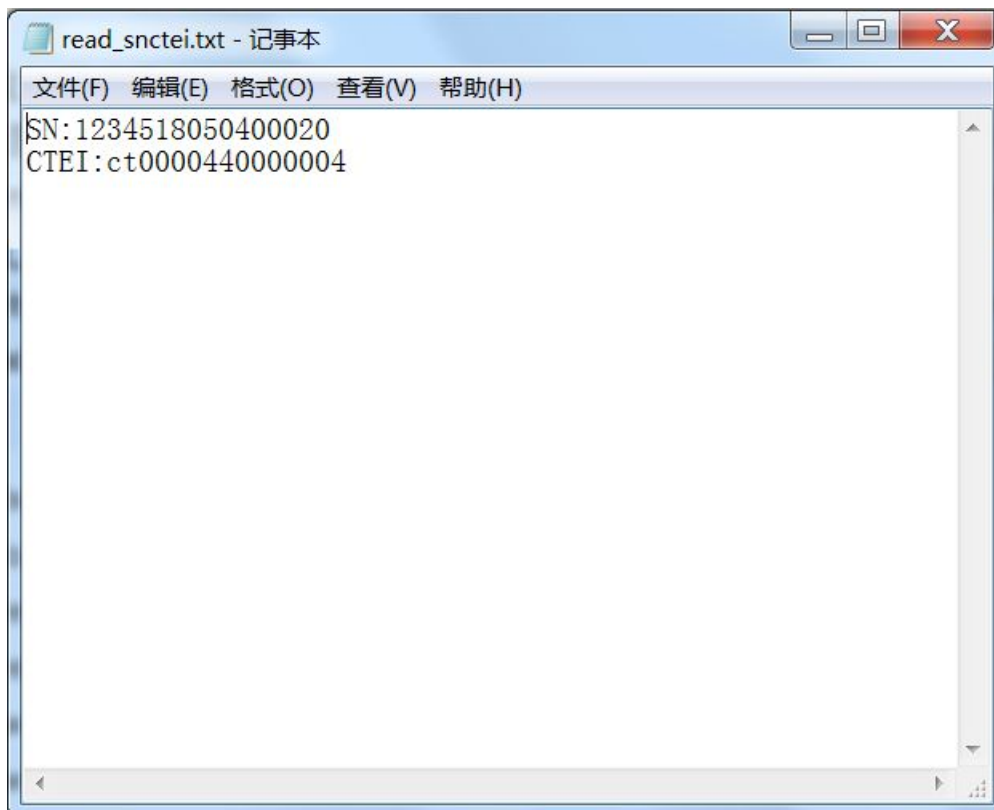 read_snctei.txt - 记事本
文件(F) 编辑(E) 格式(O) 查看(V) 帮助(H)
SN:1234518050400020
CTEI:ct0000440000004